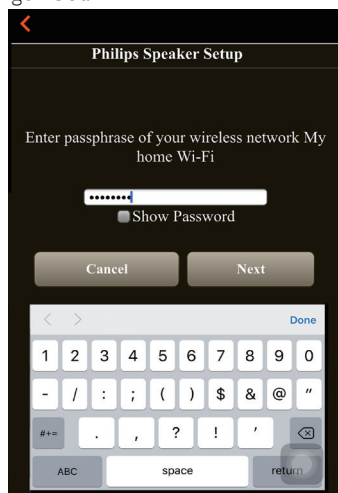 Philips Speaker Setup
Enter passphrase of your wireless network My
home Wi-Fi
••••••••
Show Password
Cancel Next
Done
1 2 3 4 5 6 7 8 9 0
- / : ; ( ) $ & @ "
#+= . , ? ! '
ABC space return